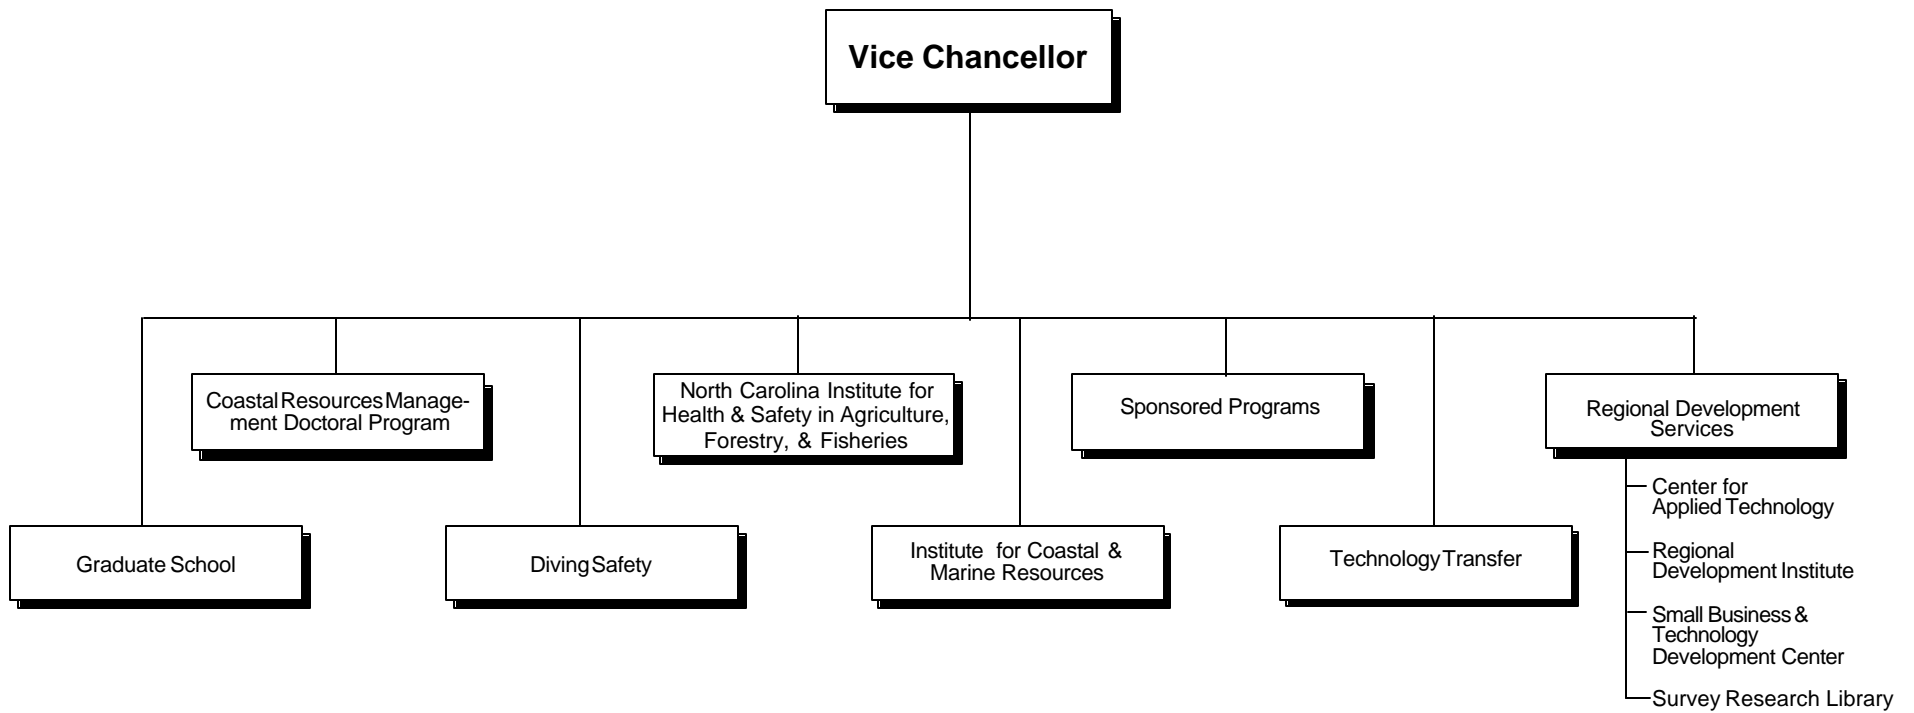 Vice Chancellor
Coastal Resources Manage-
ment Doctoral Program
North Carolina Institute for
Health & Safety in Agriculture,
Forestry, & Fisheries
Sponsored Programs
Regional Development
Services
Center for
Applied Technology
Regional
Development Institute
Small Business &
Technology
Development Center
Survey Research Library
Graduate School
Diving Safety
Institute for Coastal &
Marine Resources
Technology Transfer